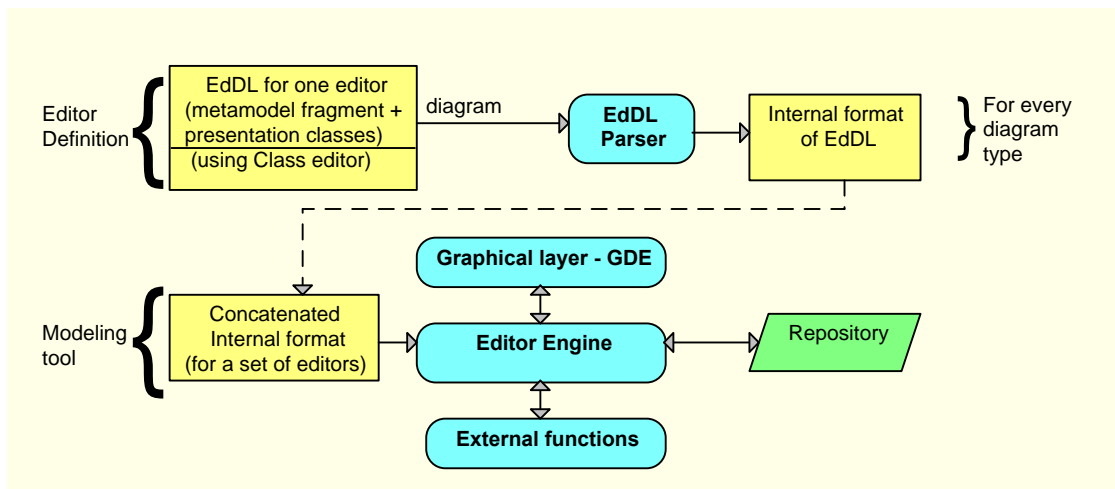 Editor
Definition
EdDL for one editor
(metamodel fragment +
presentation classes)
(using Class editor)
diagram
EdDL
Parser
Internal format
of EdDL
For every
diagram
type
Graphical layer - GDE
Modeling
tool
Concatenated
Internal format
(for a set of editors)
Editor Engine
Repository
External functions